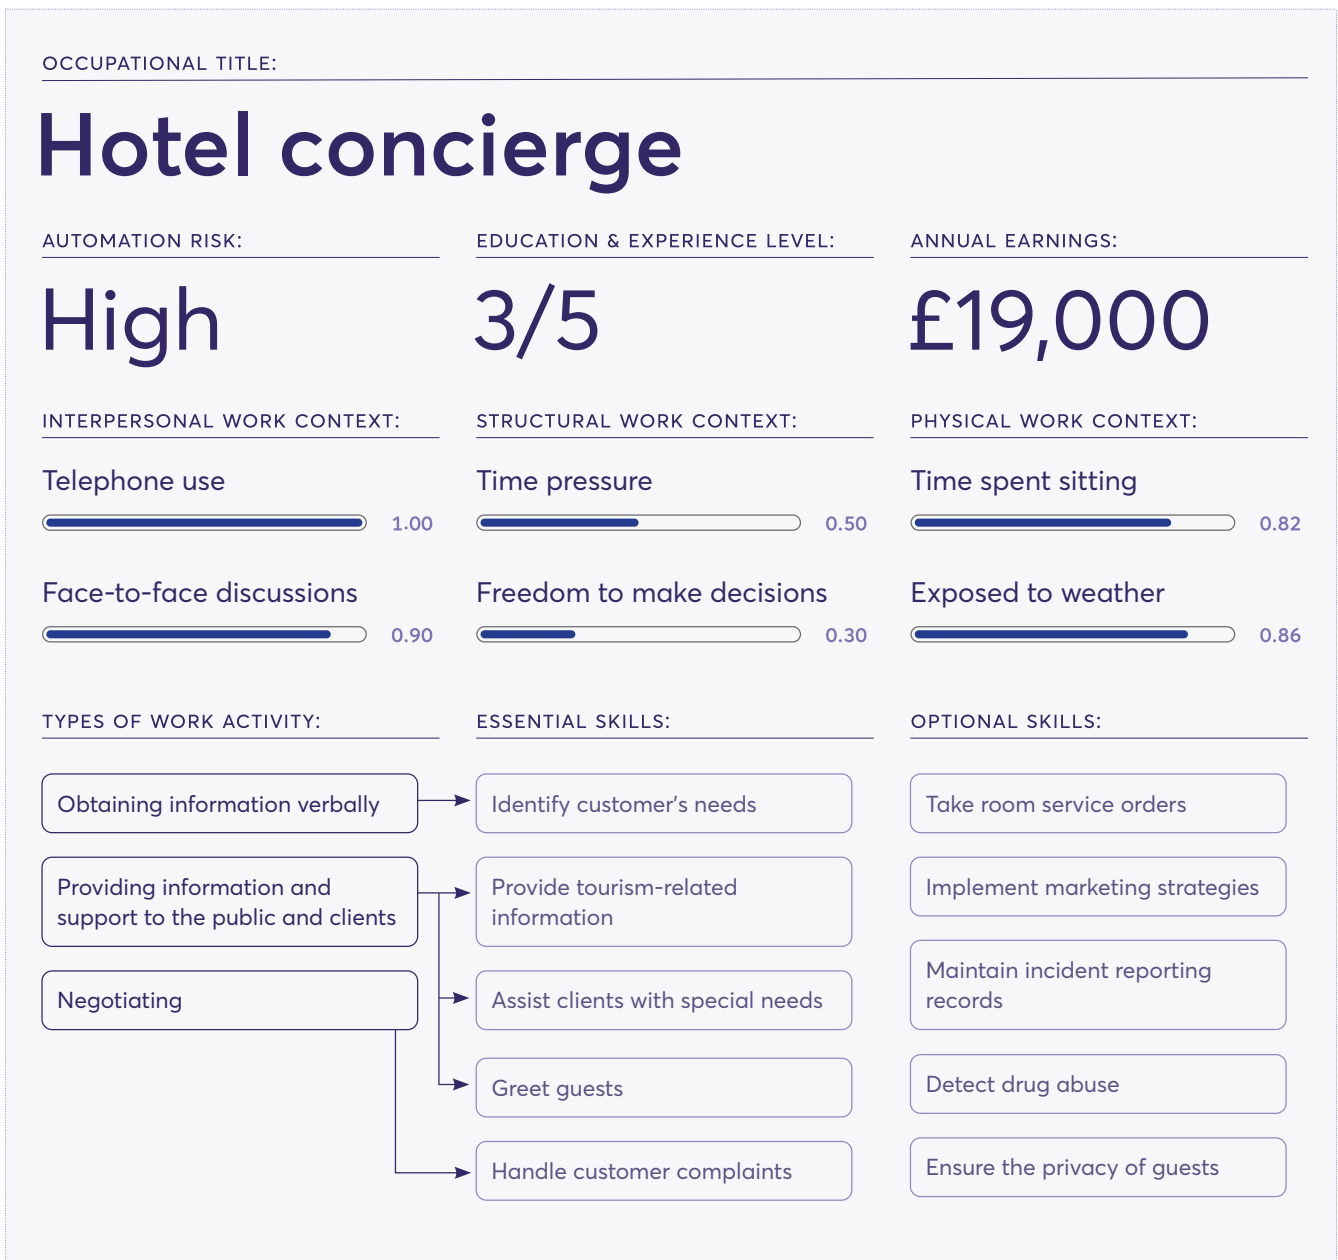 OCCUPATIONAL TITLE:
Hotel concierge
AUTOMATION RISK:
High
EDUCATION & EXPERIENCE LEVEL:
3/5
ANNUAL EARNINGS:
£19,000
INTERPERSONAL WORK CONTEXT:
Telephone use
1.00
Face-to-face discussions
0.90
STRUCTURAL WORK CONTEXT:
Time pressure
0.50
Freedom to make decisions
0.30
PHYSICAL WORK CONTEXT:
Time spent sitting
0.82
Exposed to weather
0.86
TYPES OF WORK ACTIVITY:
Obtaining information verbally
Providing information and
support to the public and clients
Negotiating
ESSENTIAL SKILLS:
Identify customer's needs
Provide tourism-related
information
Assist clients with special needs
Greet guests
Handle customer complaints
OPTIONAL SKILLS:
Take room service orders
Implement marketing strategies
Maintain incident reporting
records
Detect drug abuse
Ensure the privacy of guests